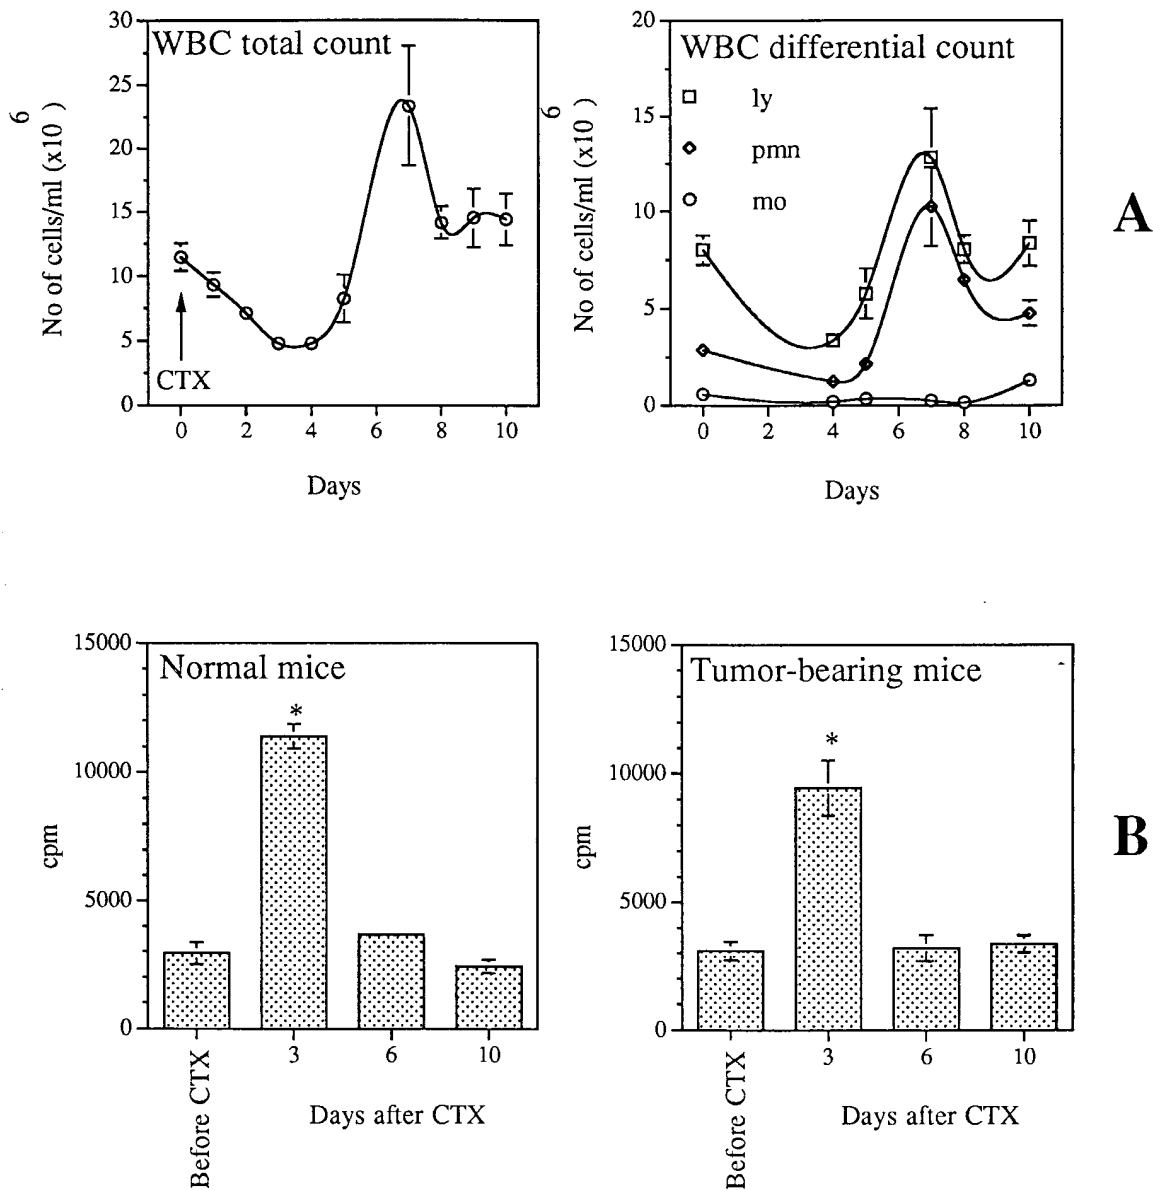 WBC total count
30
25
20
15
10
5
0
No of cells/ml (x10 6 )
CTX
0 2 4 6 8 10
Days
WBC differential count
ly
pmn
mo
20
15
10
5
0
No of cells/ml (x10 6 )
0 2 4 6 8 10
Days
A
Normal mice
*
15000
10000
5000
0
cpm
Before CTX
3 6 10
Days after CTX
Tumor-bearing mice
*
15000
10000
5000
0
cpm
Before CTX
3 6 10
Days after CTX
B